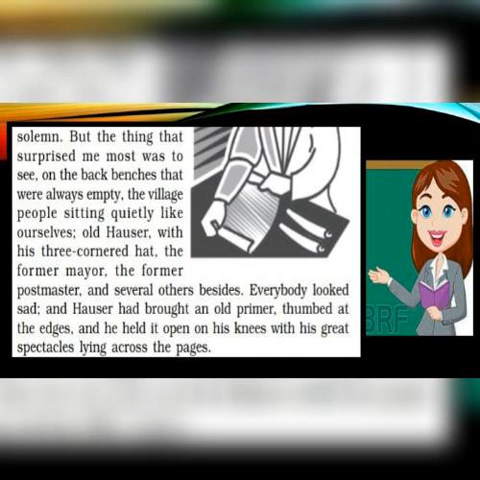 solemn. But the thing that
surprised me most was to
see, on the back benches that
were always empty, the village
people sitting quietly like
ourselves; old Hauser, with
his three-cornered hat, the
former mayor, the former
postmaster, and several others besides. Everybody looked
sad; and Hauser had brought an old primer, thumbed at
the edges, and he held it open on his knees with his great
spectacles lying across the pages.
BRF